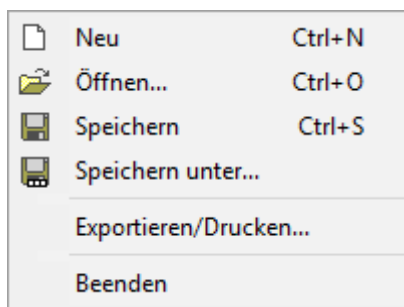 Neu Ctrl+N
Öffnen... Ctrl+O
Speichern Ctrl+S
Speichern unter...
Exportieren/Drucken...
Beenden